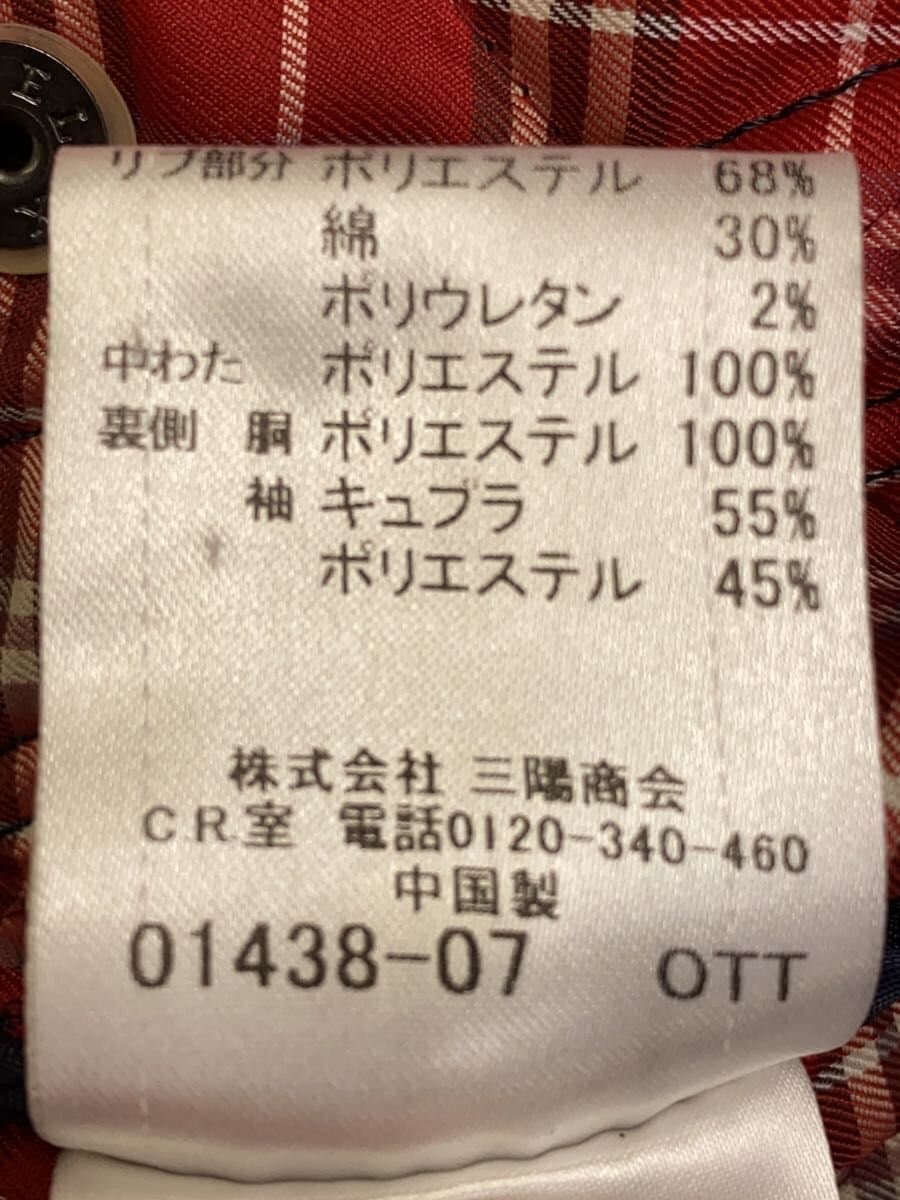 リブ部分 ポリエステル 68%
綿 30%
ポリウレタン 2%
中わた ポリエステル 100%
裏側 胴 ポリエステル 100%
袖 キュプラ 55%
ポリエステル 45%
株式会社 三陽商会
C.R.室 電話0120-340-460
中国製
01438-07 OTT